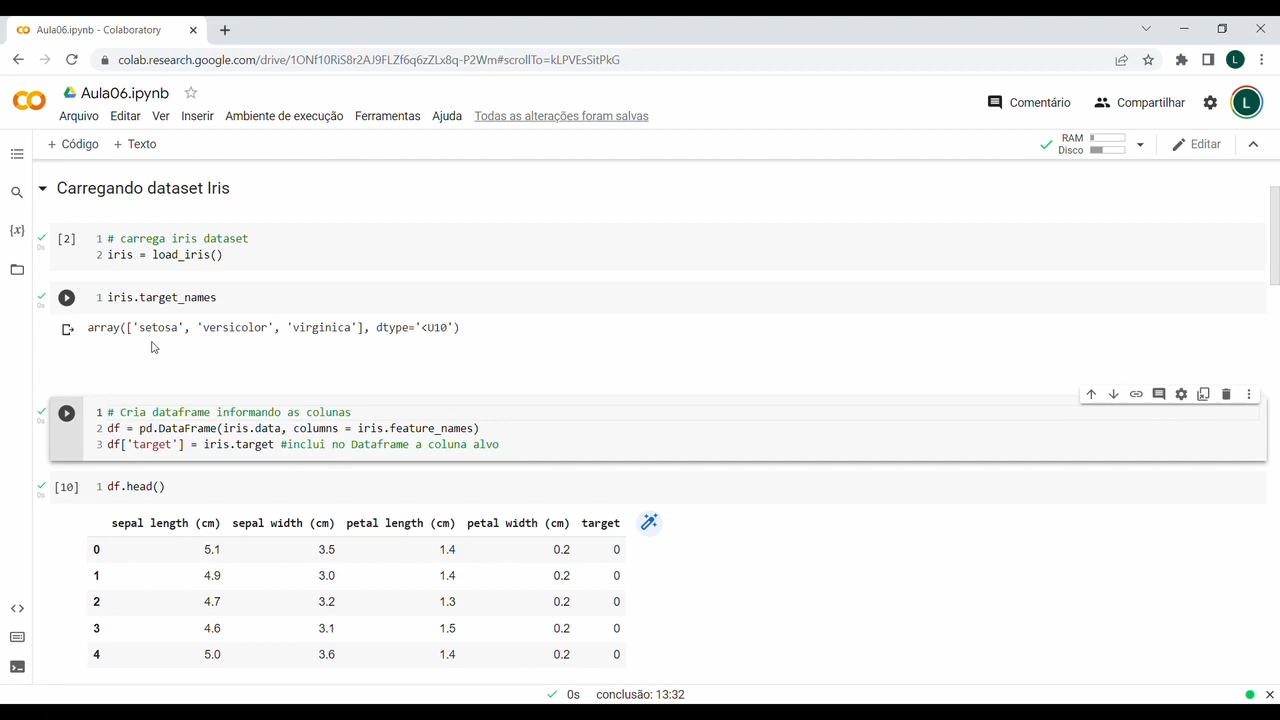 Aula06.ipynb - Colaboratory
colab.research.google.com/drive/1ONf10RiS8r2AJ9FLZf6q6zZLx8q-P2Wm#scrollTo=kLPVEsSitPkG
L
Aula06.ipynb
Comentário Compartilhar L
Arquivo Editar Ver Inserir Ambiente de execução Ferramentas Ajuda Todas as alterações foram salvas
+ Código + Texto
RAM
Disco
Editar
Carregando dataset Iris
[2] 1 # carrega iris dataset
0s 2 iris = load_iris()
1 iris.target_names
0s
array(['setosa', 'versicolor', 'virginica'], dtype='<U10')
1 # Cria dataframe informando as colunas
0s 2 df = pd.DataFrame(iris.data, columns = iris.feature_names)
3 df['target'] = iris.target #inclui no Dataframe a coluna alvo
[10] 1 df.head()
0s
sepal length (cm) sepal width (cm) petal length (cm) petal width (cm) target
0 5.1 3.5 1.4 0.2 0
1 4.9 3.0 1.4 0.2 0
2 4.7 3.2 1.3 0.2 0
3 4.6 3.1 1.5 0.2 0
4 5.0 3.6 1.4 0.2 0
0s conclusão: 13:32